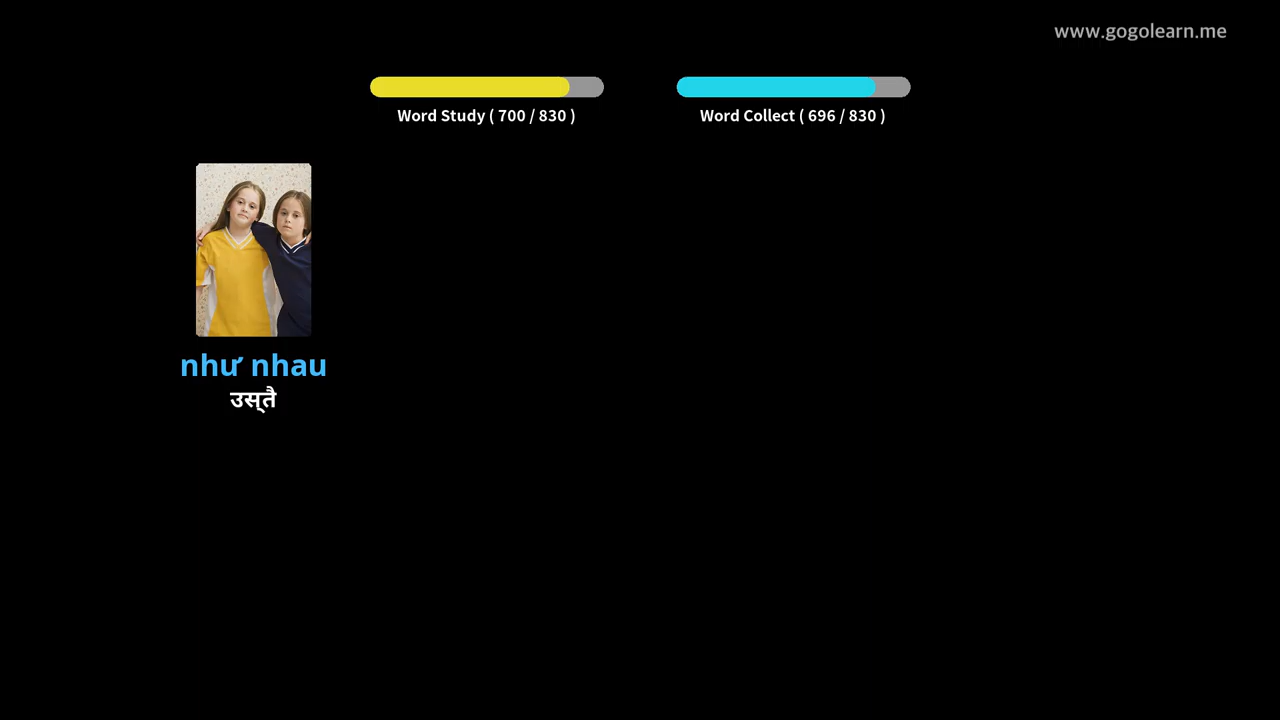 www.gogolearn.me
Word Study ( 700 / 830 )
Word Collect ( 696 / 830 )
như nhau
उस्तै